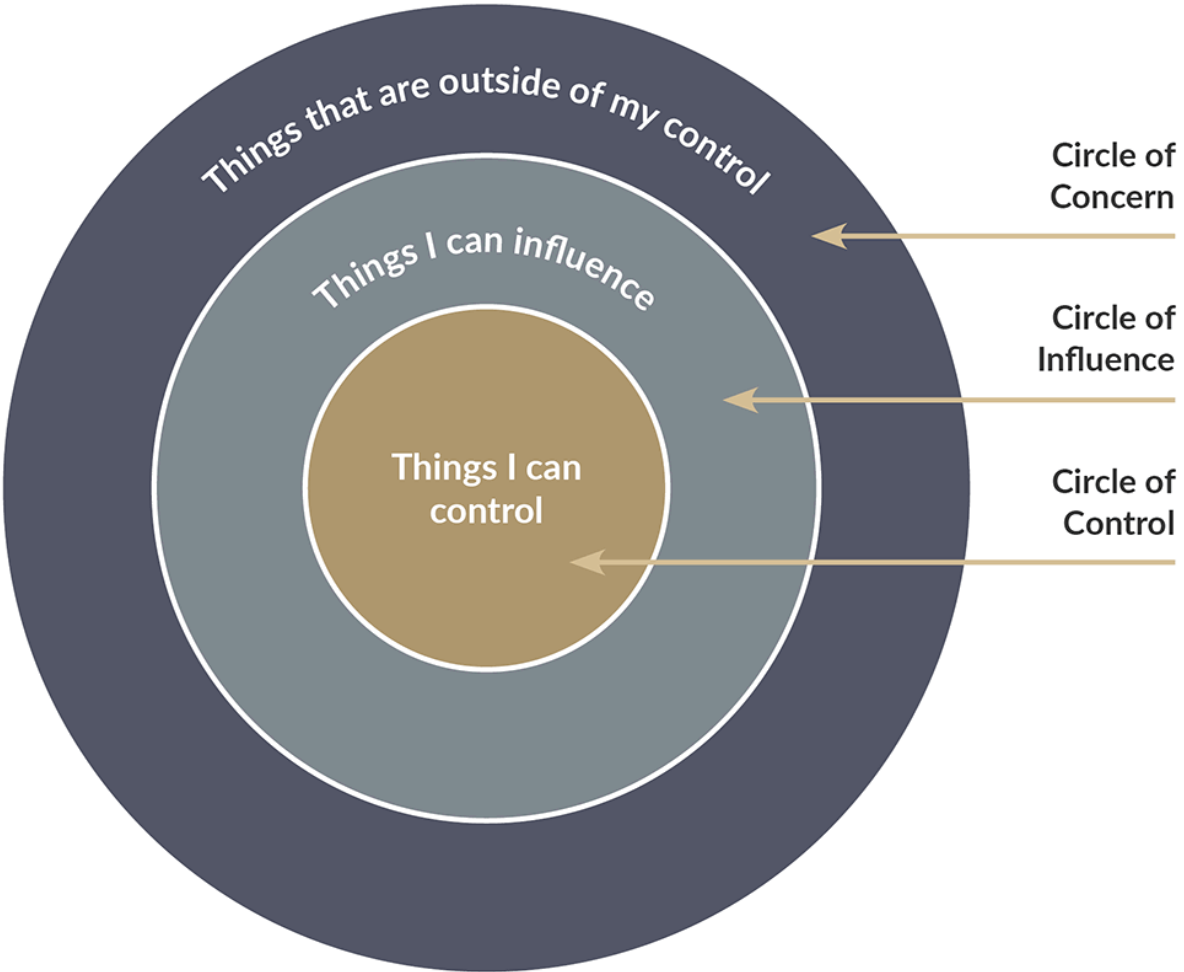 Things that are outside of my control
Circle of
Concern
Things I can influence
Circle of
Influence
Things I can
control
Circle of
Control